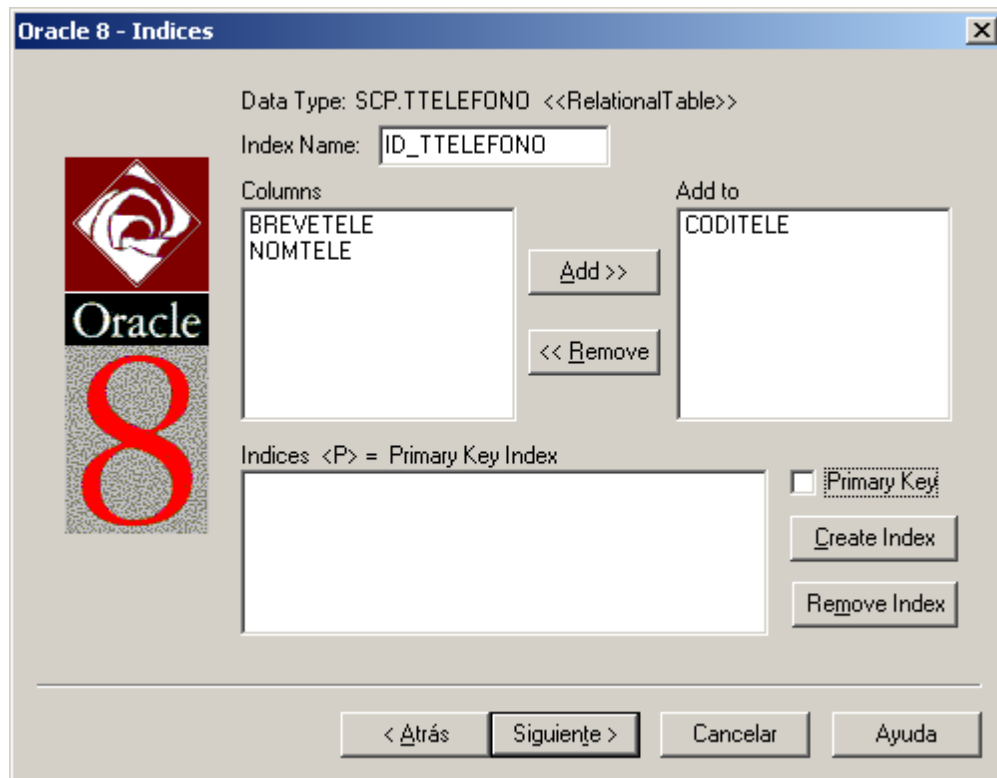 Oracle 8 - Indices
Data Type: SCP.TTELEFONO <<RelationalTable>>
Index Name: ID_TTELEFONO
Columns
Add to
BREVETELE
NOMTELE
CODITELE
Add >>
<< Remove
Oracle
8
Indices <P> = Primary Key Index
Primary Key
Create Index
Remove Index
< Atrás
Siguiente >
Cancelar
Ayuda